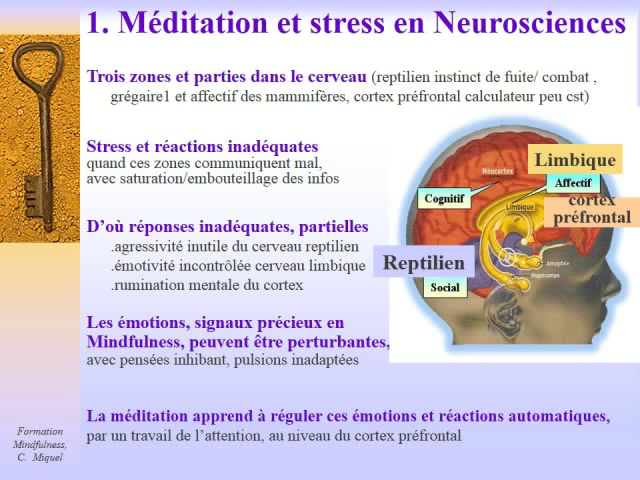 1. Méditation et stress en Neurosciences
Trois zones et parties dans le cerveau (reptilien instinct de fuite/ combat ,
grégaire1 et affectif des mammifères, cortex préfrontal calculateur peu cst)
Stress et réactions inadéquates
quand ces zones communiquent mal,
avec saturation/embouteillage des infos
D’où réponses inadéquates, partielles
.agressivité inutile du cerveau reptilien
.émotivité incontrôlée cerveau limbique
.rumination mentale du cortex
Les émotions, signaux précieux en
Mindfulness, peuvent être perturbantes,
avec pensées inhibant, pulsions inadaptées
La méditation apprend à réguler ces émotions et réactions automatiques,
par un travail de l’attention, au niveau du cortex préfrontal
Limbique
Néocortex
Affectif
Cognitif
cortex
préfrontal
Limbique
Reptilien
Amygdale
Hippocampe
Social
Formation
Mindfulness,
C. Miquel